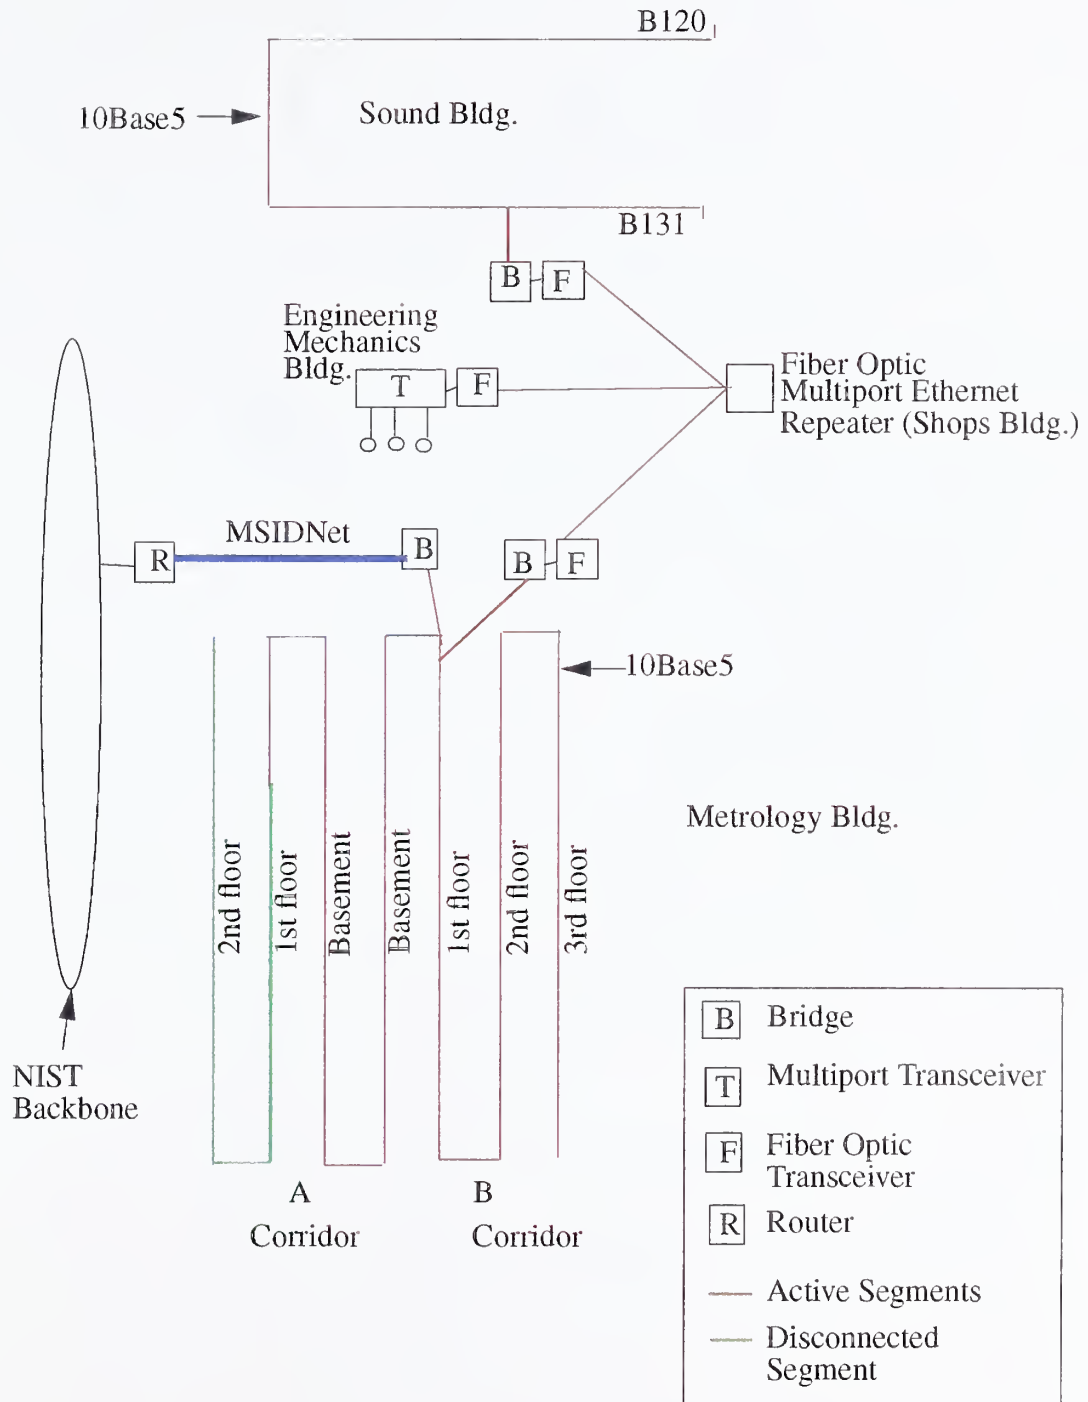 B120
10Base5
Sound Bldg.
B131
B
F
Engineering
Mechanics
Bldg.
T
F
Fiber Optic
Multiport Ethernet
Repeater (Shops Bldg.)
MSIDNet
R
B
B
F
10Base5
Metrology Bldg.
2nd floor
1st floor
Basement
Basement
1st floor
2nd floor
3rd floor
NIST
Backbone
A
Corridor
B
Corridor
B Bridge
T Multiport Transceiver
F Fiber Optic
Transceiver
R Router
Active Segments
Disconnected
Segment